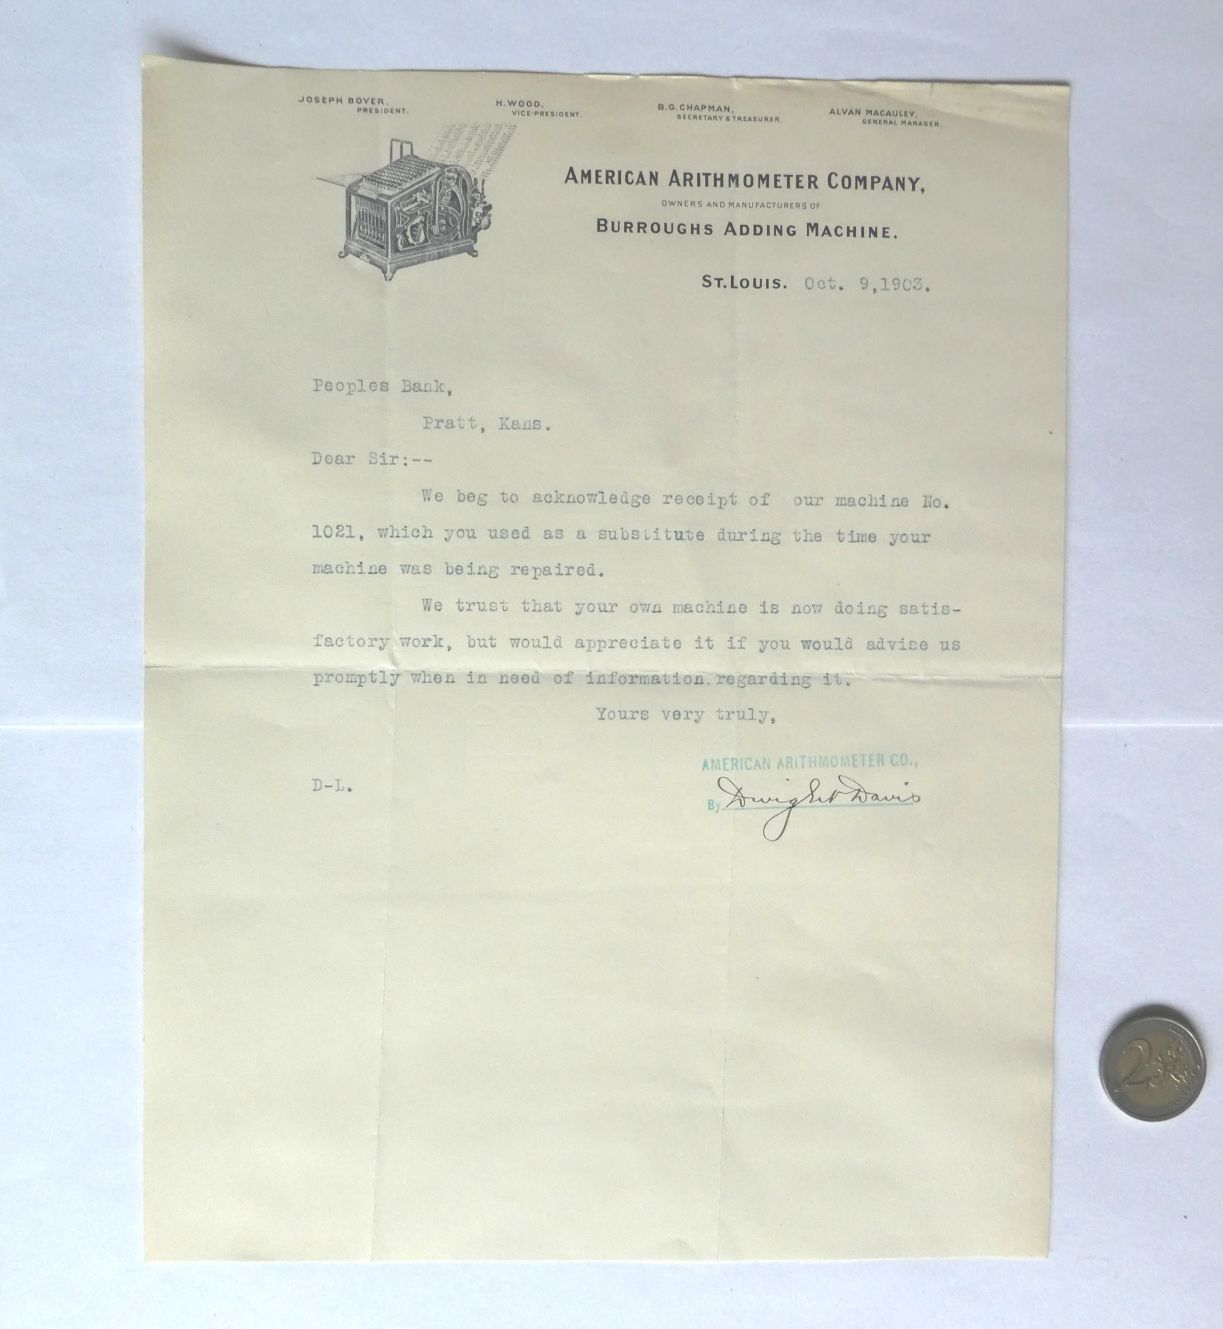 JOSEPH BOYER,
PRESIDENT.
H. WOOD,
VICE-PRESIDENT.
B.G. CHAPMAN,
SECRETARY & TREASURER.
ALVAN MACAULEY,
GENERAL MANAGER.
AMERICAN ARITHMOMETER COMPANY,
OWNERS AND MANUFACTURERS OF
BURROUGHS ADDING MACHINE.
ST. LOUIS. Oct. 9,1903.
Peoples Bank,
Pratt, Kans.
Dear Sir:--
We beg to acknowledge receipt of our machine No.
1021, which you used as a substitute during the time your
machine was being repaired.
We trust that your own machine is now doing satis-
factory work, but would appreciate it if you would advise us
promptly when in need of information regarding it.
Yours very truly,
AMERICAN ARITHMOMETER CO.,
D-L.
By Dwight Davis
2